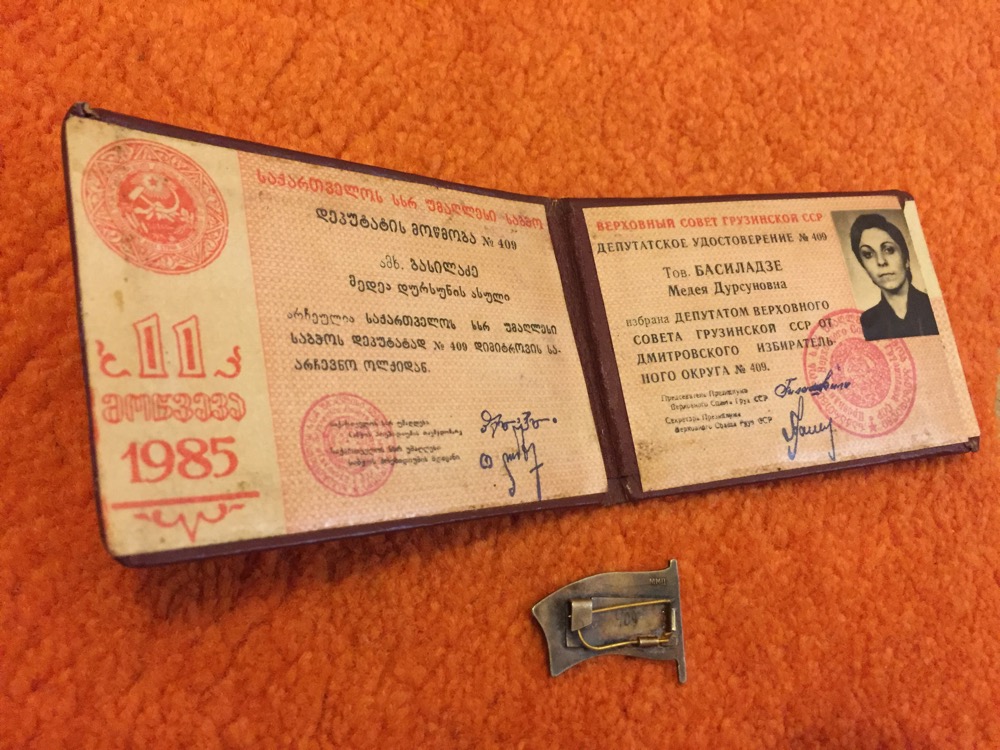 საქართველოს სსრ უმაღლესი საბჭო
დეპუტატის მოწმობა № 409
ამხ. ბასილაძე
მედეა დურსუნის ასული
არჩეულია საქართველოს სსრ უმაღლესი
საბჭოს დეპუტატად № 409 დიმიტროვის სა-
არჩევნო ოლქიდან.
11
მოწვევა
1985
ВЕРХОВНЫЙ СОВЕТ ГРУЗИНСКОЙ ССР
ДЕПУТАТСКОЕ УДОСТОВЕРЕНИЕ № 409
Тов. БАСИЛАДЗЕ
Медея Дурсуновна
избрана ДЕПУТАТОМ ВЕРХОВНОГО
СОВЕТА ГРУЗИНСКОЙ ССР ОТ
ДМИТРОВСКОГО ИЗБИРАТЕЛЬ-
НОГО ОКРУГА № 409.
Председатель Президиума
Верховного Совета Груз ССР
Секретарь Президиума
Верховного Совета Груз ССР
ММД
409